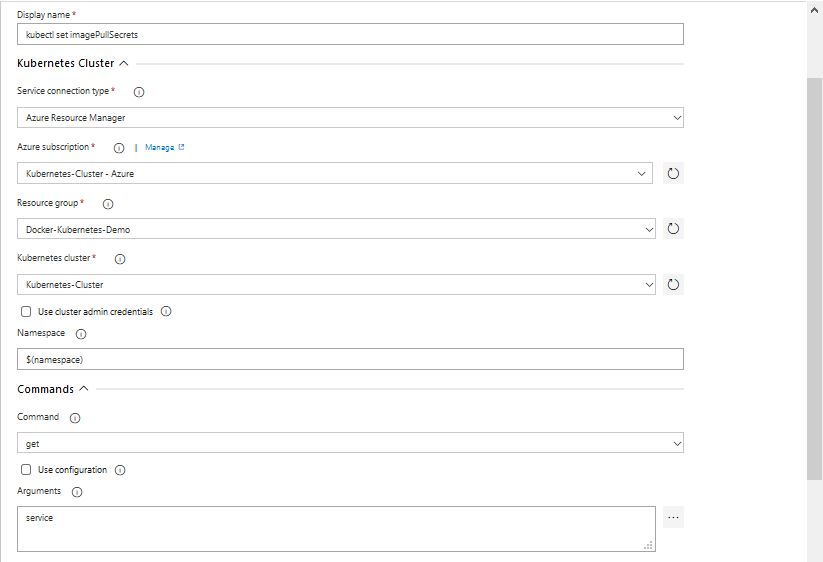 Display name *
kubectl set imagePullSecrets
Kubernetes Cluster
Service connection type *
Azure Resource Manager
Azure subscription * | Manage
Kubernetes-Cluster - Azure
Resource group *
Docker-Kubernetes-Demo
Kubernetes cluster *
Kubernetes-Cluster
Use cluster admin credentials
Namespace
$(namespace)
Commands
Command
get
Use configuration
Arguments
service
...